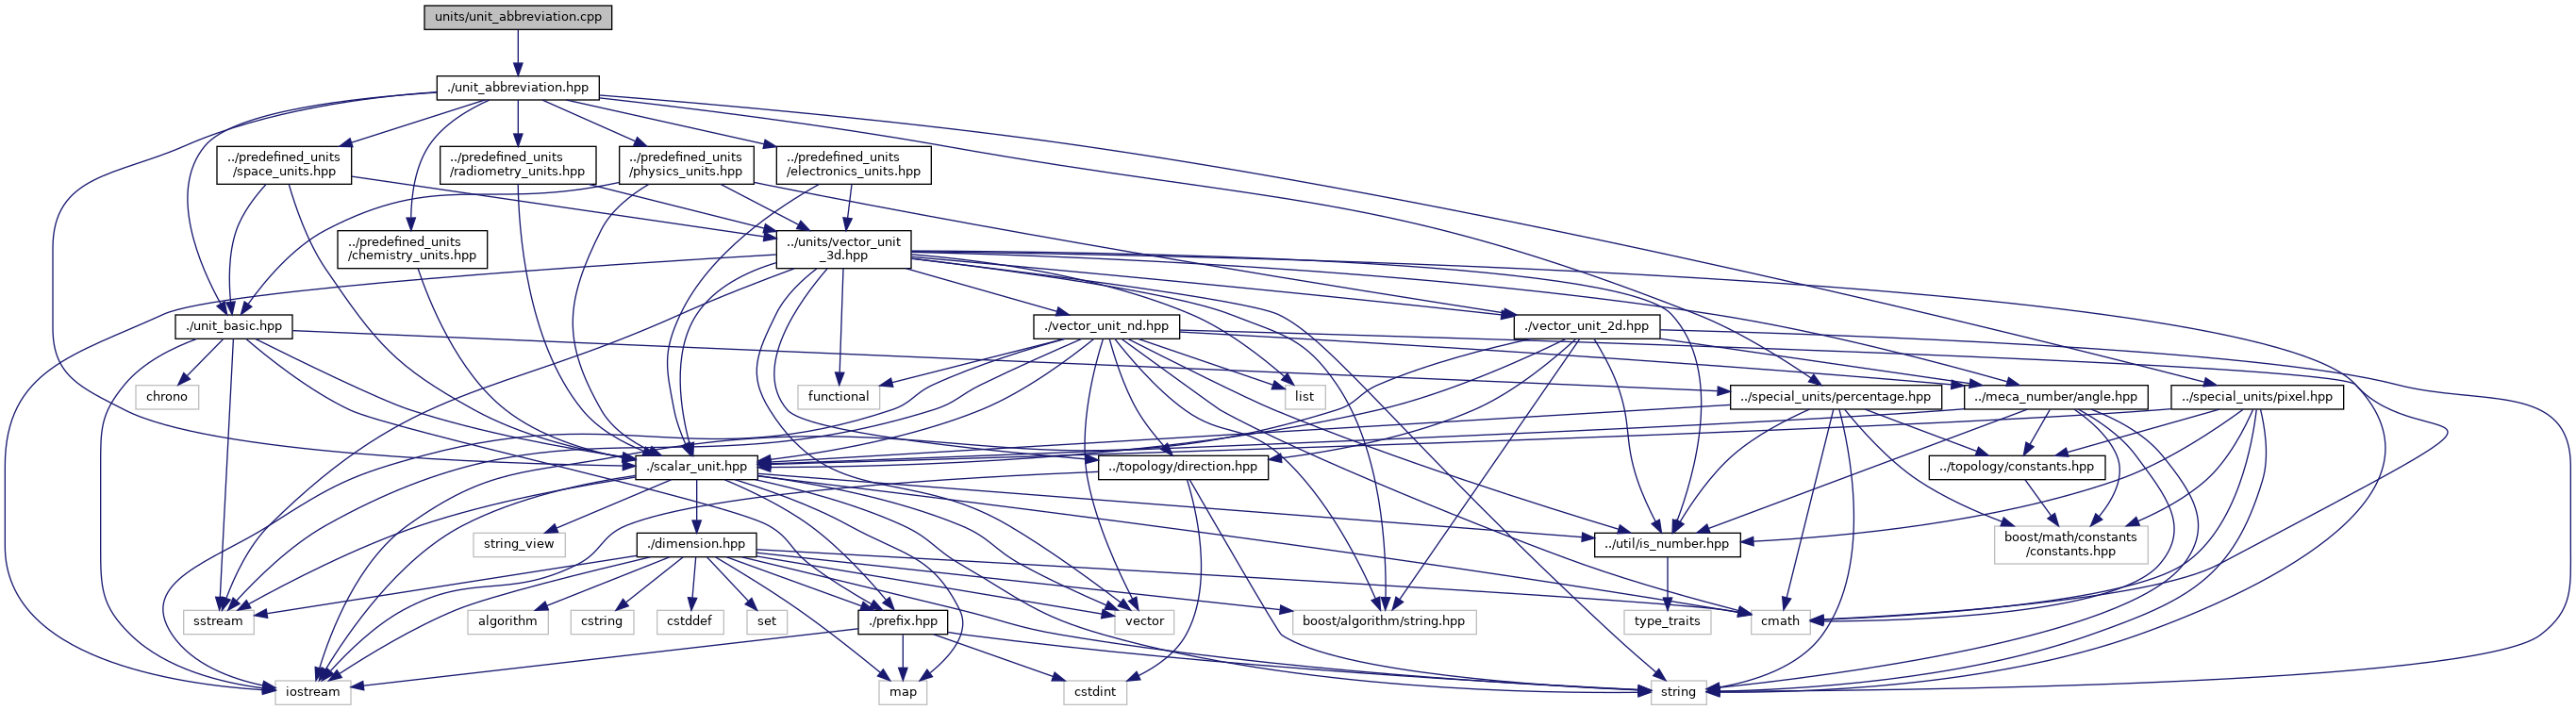 units/unit_abbreviation.cpp
./unit_abbreviation.hpp
../predefined_units
/space_units.hpp
../predefined_units
/radiometry_units.hpp
../predefined_units
/physics_units.hpp
../predefined_units
/electronics_units.hpp
../predefined_units
/chemistry_units.hpp
../units/vector_unit
_3d.hpp
./unit_basic.hpp
./vector_unit_nd.hpp
./vector_unit_2d.hpp
chrono
functional
list
../special_units/percentage.hpp
../meca_number/angle.hpp
../special_units/pixel.hpp
./scalar_unit.hpp
../topology/direction.hpp
../topology/constants.hpp
string_view
./dimension.hpp
../util/is_number.hpp
boost/math/constants
/constants.hpp
sstream
algorithm
cstring
cstddef
set
./prefix.hpp
vector
boost/algorithm/string.hpp
type_traits
cmath
iostream
map
cstdint
string